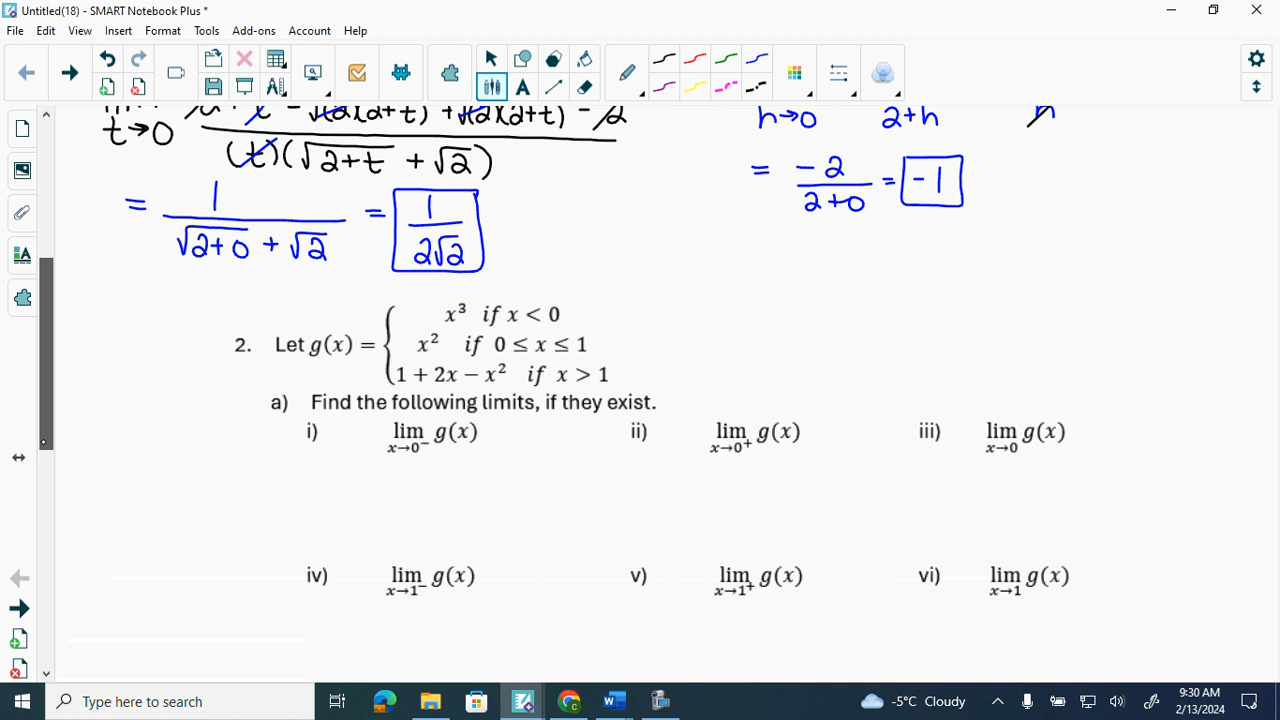 Untitled(18) - SMART Notebook Plus *
File Edit View Insert Format Tools Add-ons Account Help
t→0
(t)(√2+t + √2)
h→0 2+h h
= 1 / (√2+0 + √2) = 1 / 2√2
= -2 / 2+0 = -1
x³ if x < 0
2. Let g(x) = { x² if 0 ≤ x ≤ 1
1 + 2x − x² if x > 1
a) Find the following limits, if they exist.
i) lim x→0⁻ g(x) ii) lim x→0⁺ g(x) iii) lim x→0 g(x)
iv) lim x→1⁻ g(x) v) lim x→1⁺ g(x) vi) lim x→1 g(x)
Type here to search
-5°C Cloudy
9:30 AM
2/13/2024